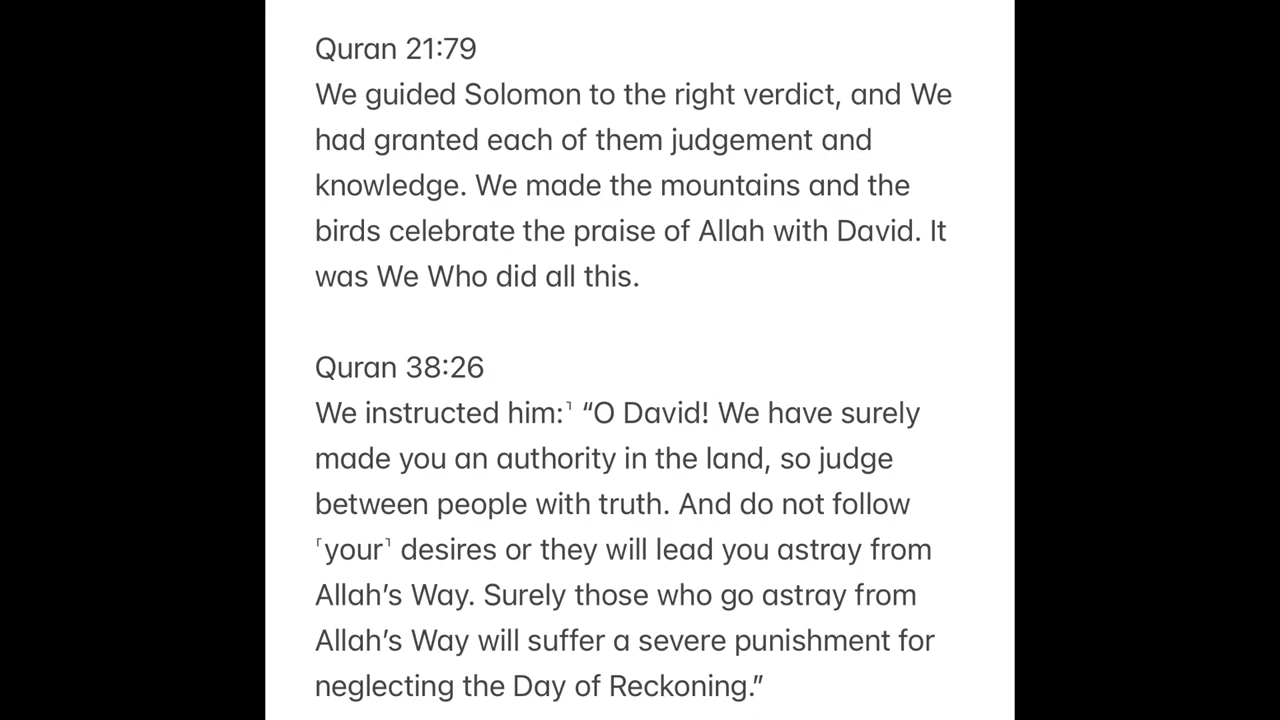 Quran 21:79
We guided Solomon to the right verdict, and We
had granted each of them judgement and
knowledge. We made the mountains and the
birds celebrate the praise of Allah with David. It
was We Who did all this.
Quran 38:26
We instructed him:˺ “O David! We have surely
made you an authority in the land, so judge
between people with truth. And do not follow
˹your˺ desires or they will lead you astray from
Allah’s Way. Surely those who go astray from
Allah’s Way will suffer a severe punishment for
neglecting the Day of Reckoning.”